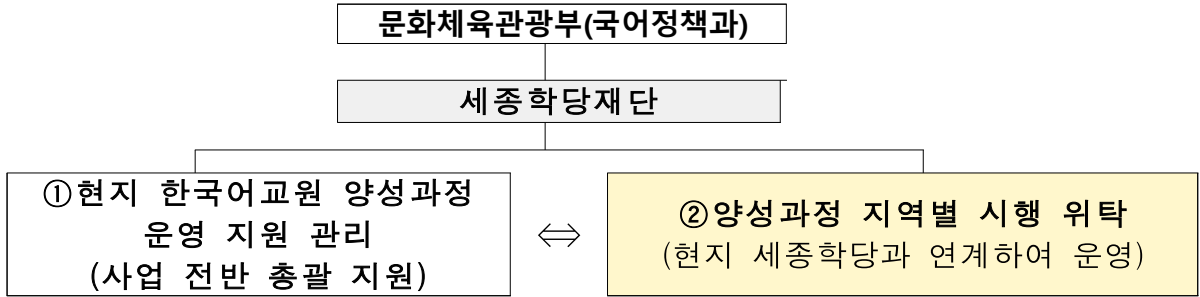 문화체육관광부(국어정책과)
세종학당재단
①현지 한국어교원 양성과정
운영 지원 관리
(사업 전반 총괄 지원)
⇔
②양성과정 지역별 시행 위탁
(현지 세종학당과 연계하여 운영)